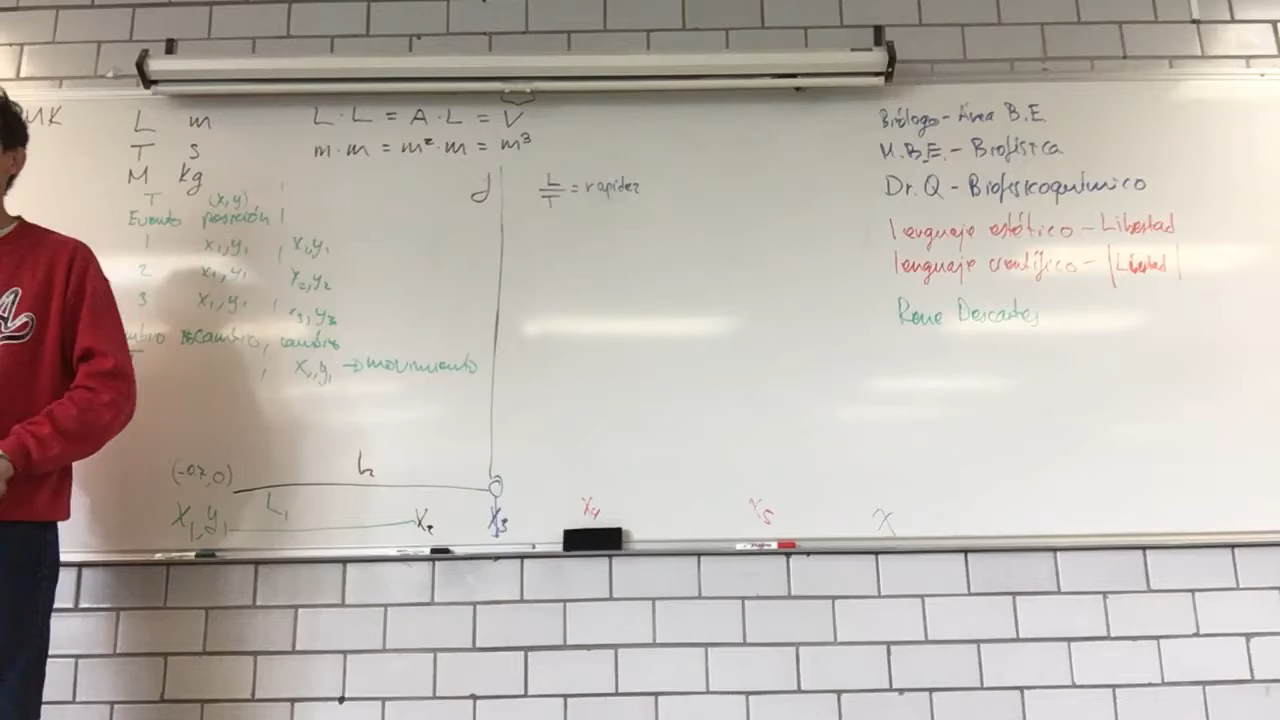 MK
L m
T s
M kg
L · L = A · L = V
m · m = m² · m = m³
T (x, y)
Evento posición
1 x₁, y₁ , x₁, y₁
2 x₁, y₁ x₂, y₂
3 x₁, y₁ , x₃, y₃
cambio, cambio
, x₁, y₁ → movimiento
y
L/T = rapidez
Biólogo - Área B.E.
M.B.E. - Biofísica
Dr. Q - Biofisicoquímico
lenguaje estético - Libertad
lenguaje científico - |Libertad|
Rene Descartes
(-0.7, 0) L
L₁
X₁, y₁ X₂ X₃ X₄ X₅ X
A